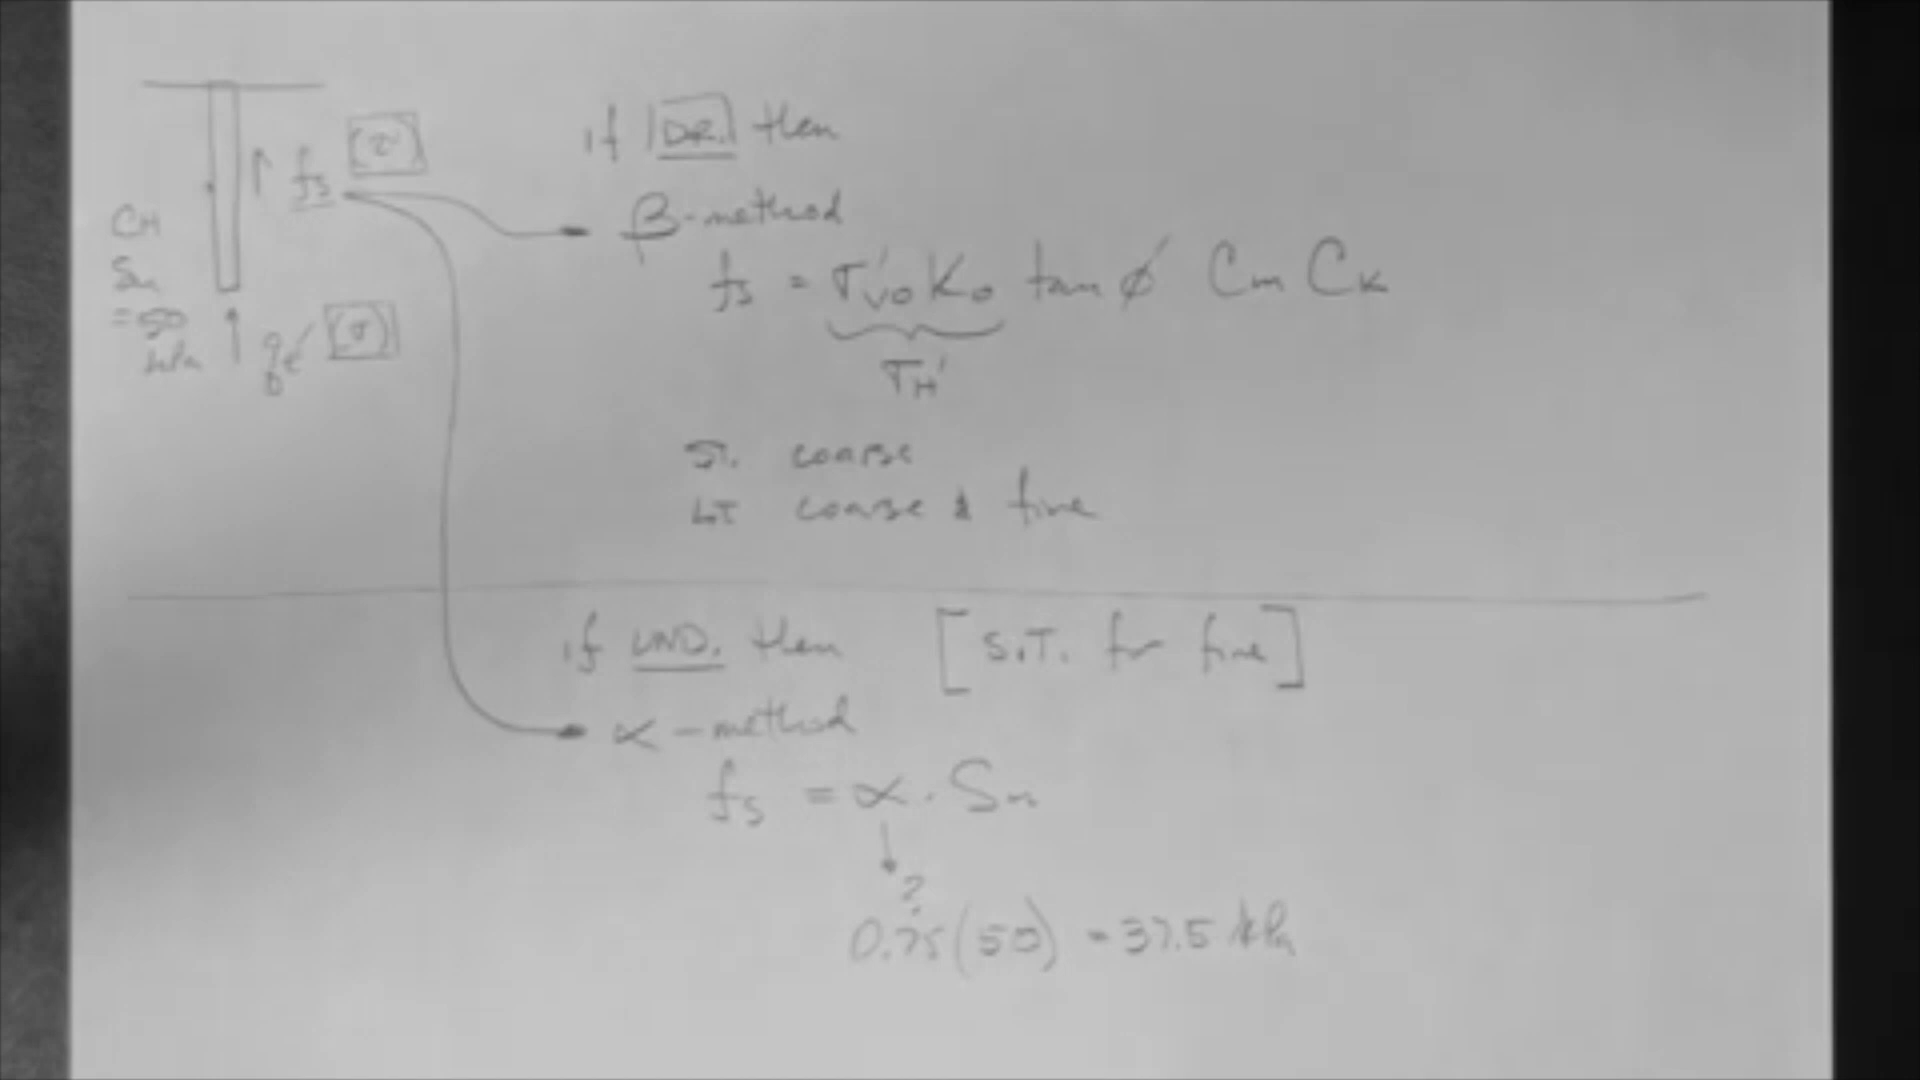 ↑ fs [τ]
CH
Su
= 50
kPa
↑ qt' [σ]
if DR. then
β-method
fs = σ'vo Ko tan φ' Cm CK
σH'
ST. coarse
LT coarse & fine
if UND. then [S.T. for fine]
α-method
fs = α · Su
?
0.75(50) = 37.5 kPa